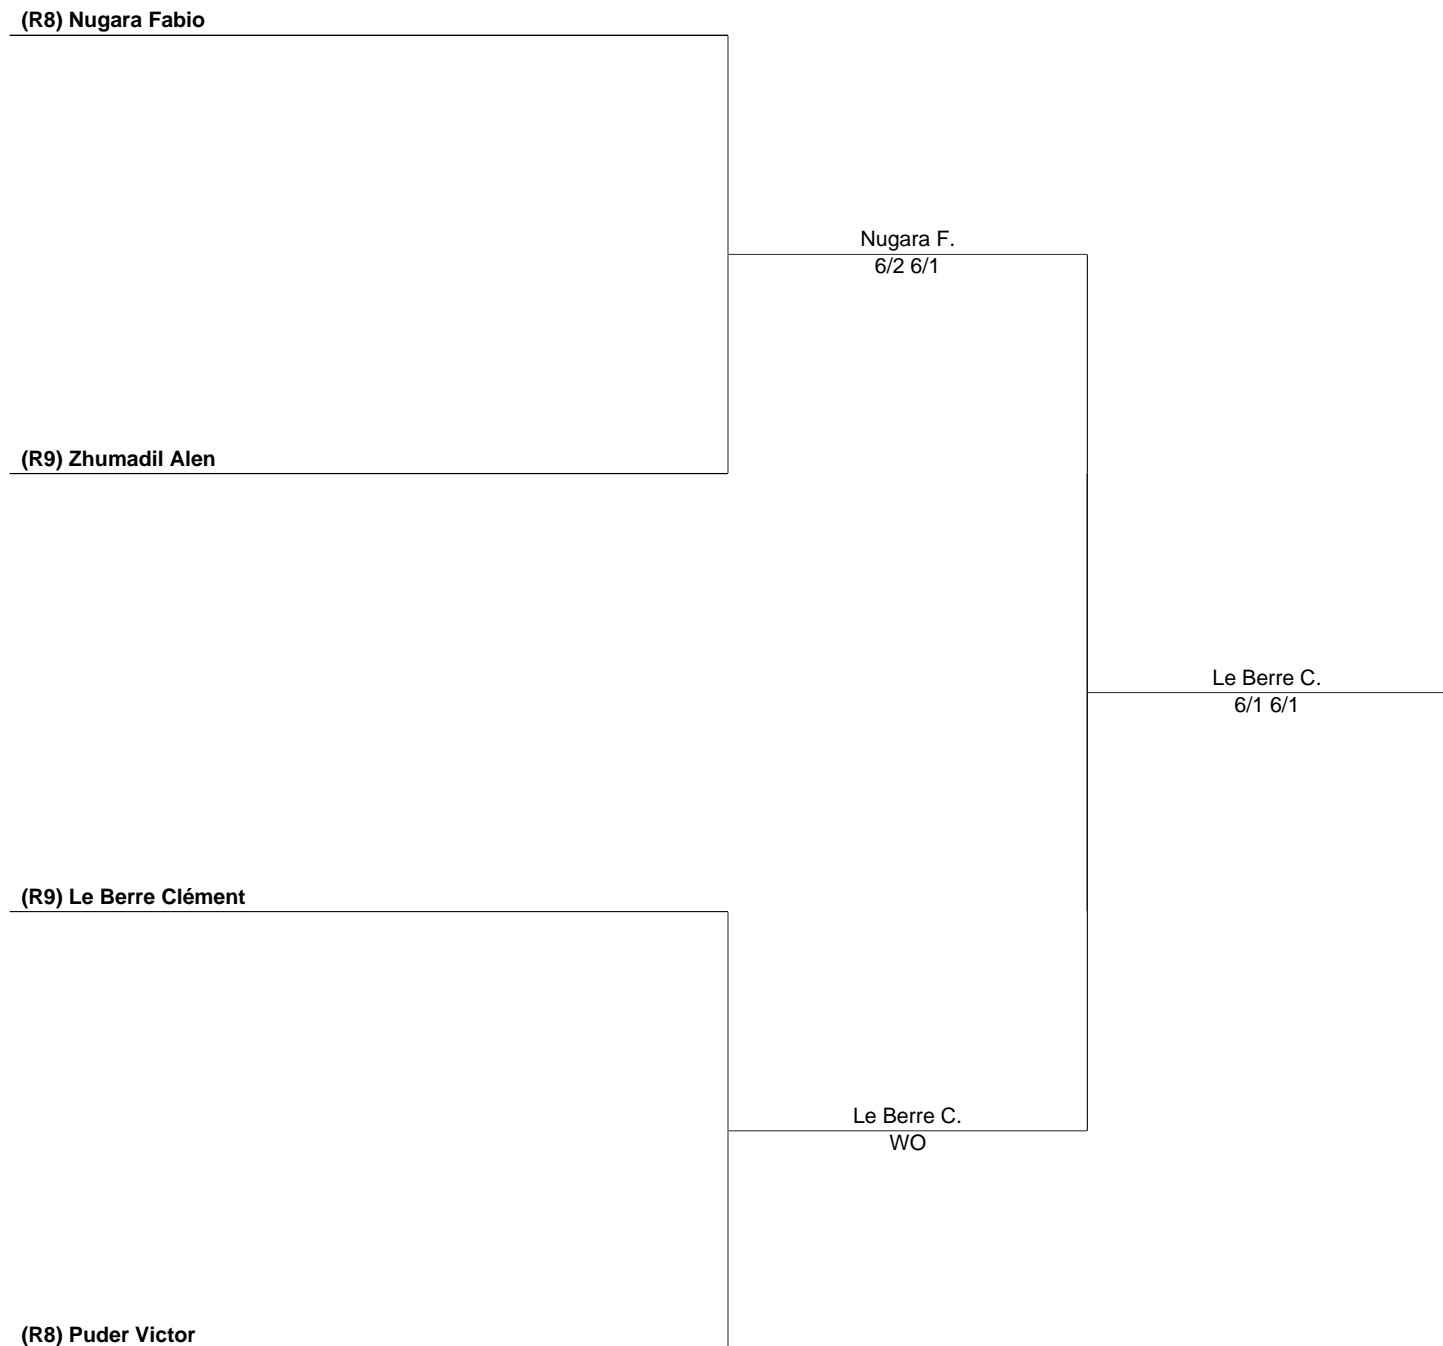 (R8) Nugara Fabio
Nugara F.
6/2 6/1
(R9) Zhumadil Alen
Le Berre C.
6/1 6/1
(R9) Le Berre Clément
Le Berre C.
WO
(R8) Puder Victor